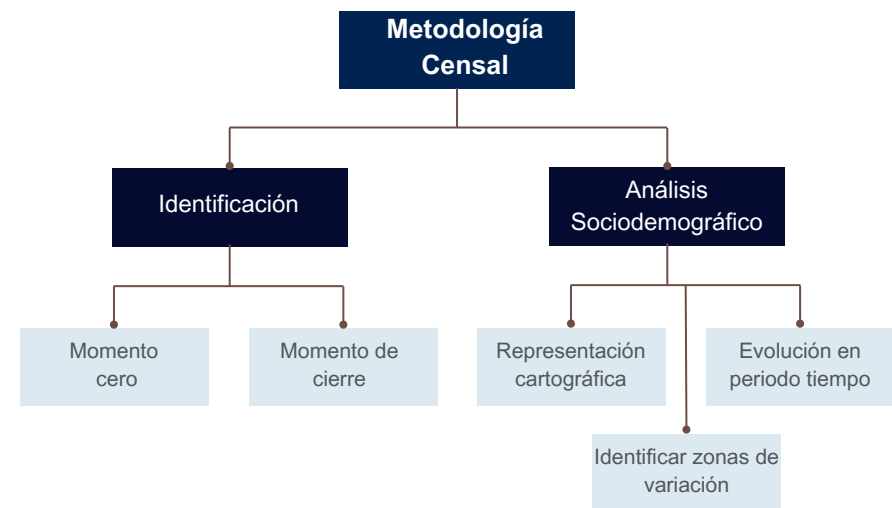 Metodología
Censal
Identificación
Análisis
Sociodemográfico
Momento
cero
Momento de
cierre
Representación
cartográfica
Evolución en
periodo tiempo
Identificar zonas de
variación